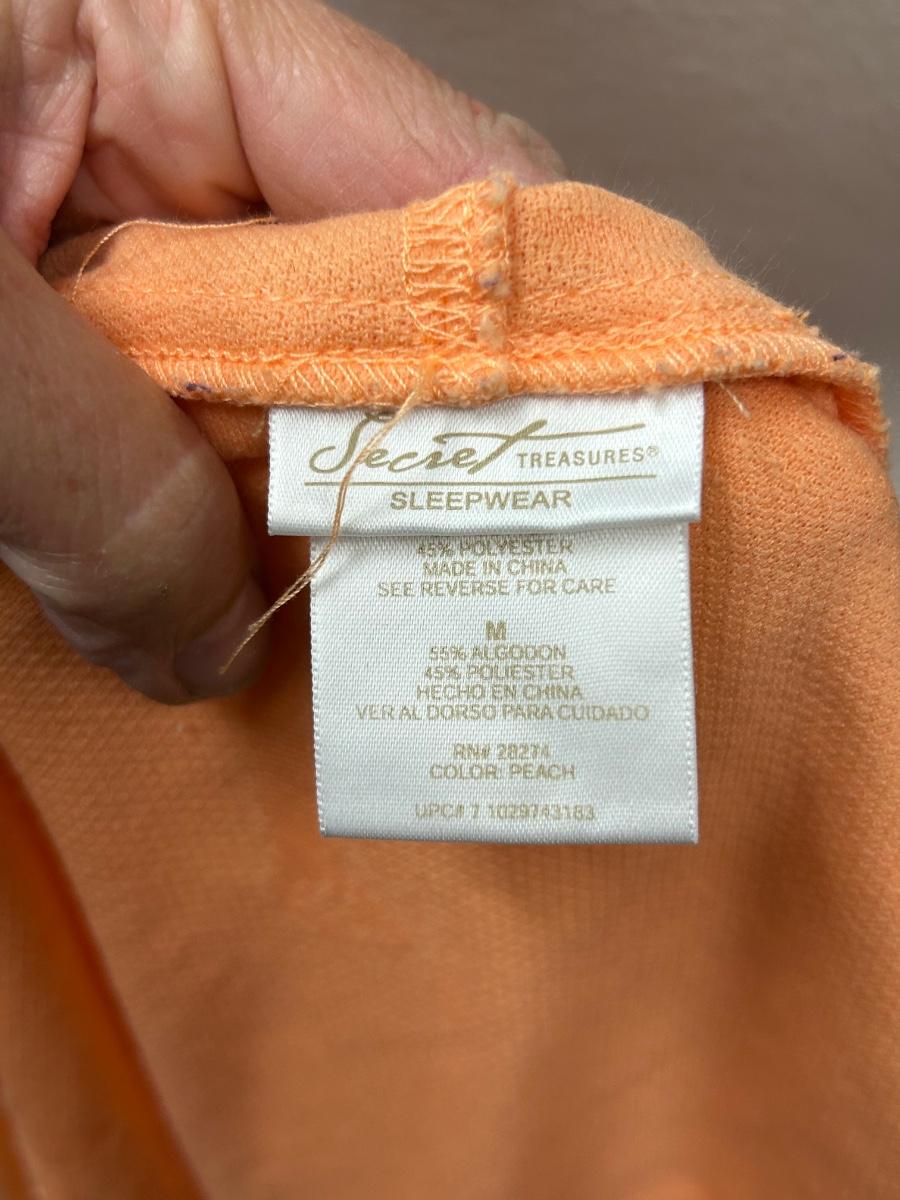 Secret TREASURES®
SLEEPWEAR
45% POLYESTER
MADE IN CHINA
SEE REVERSE FOR CARE
M
55% ALGODON
45% POLIESTER
HECHO EN CHINA
VER AL DORSO PARA CUIDADO
RN# 28274
COLOR: PEACH
UPC# 7 1029743183